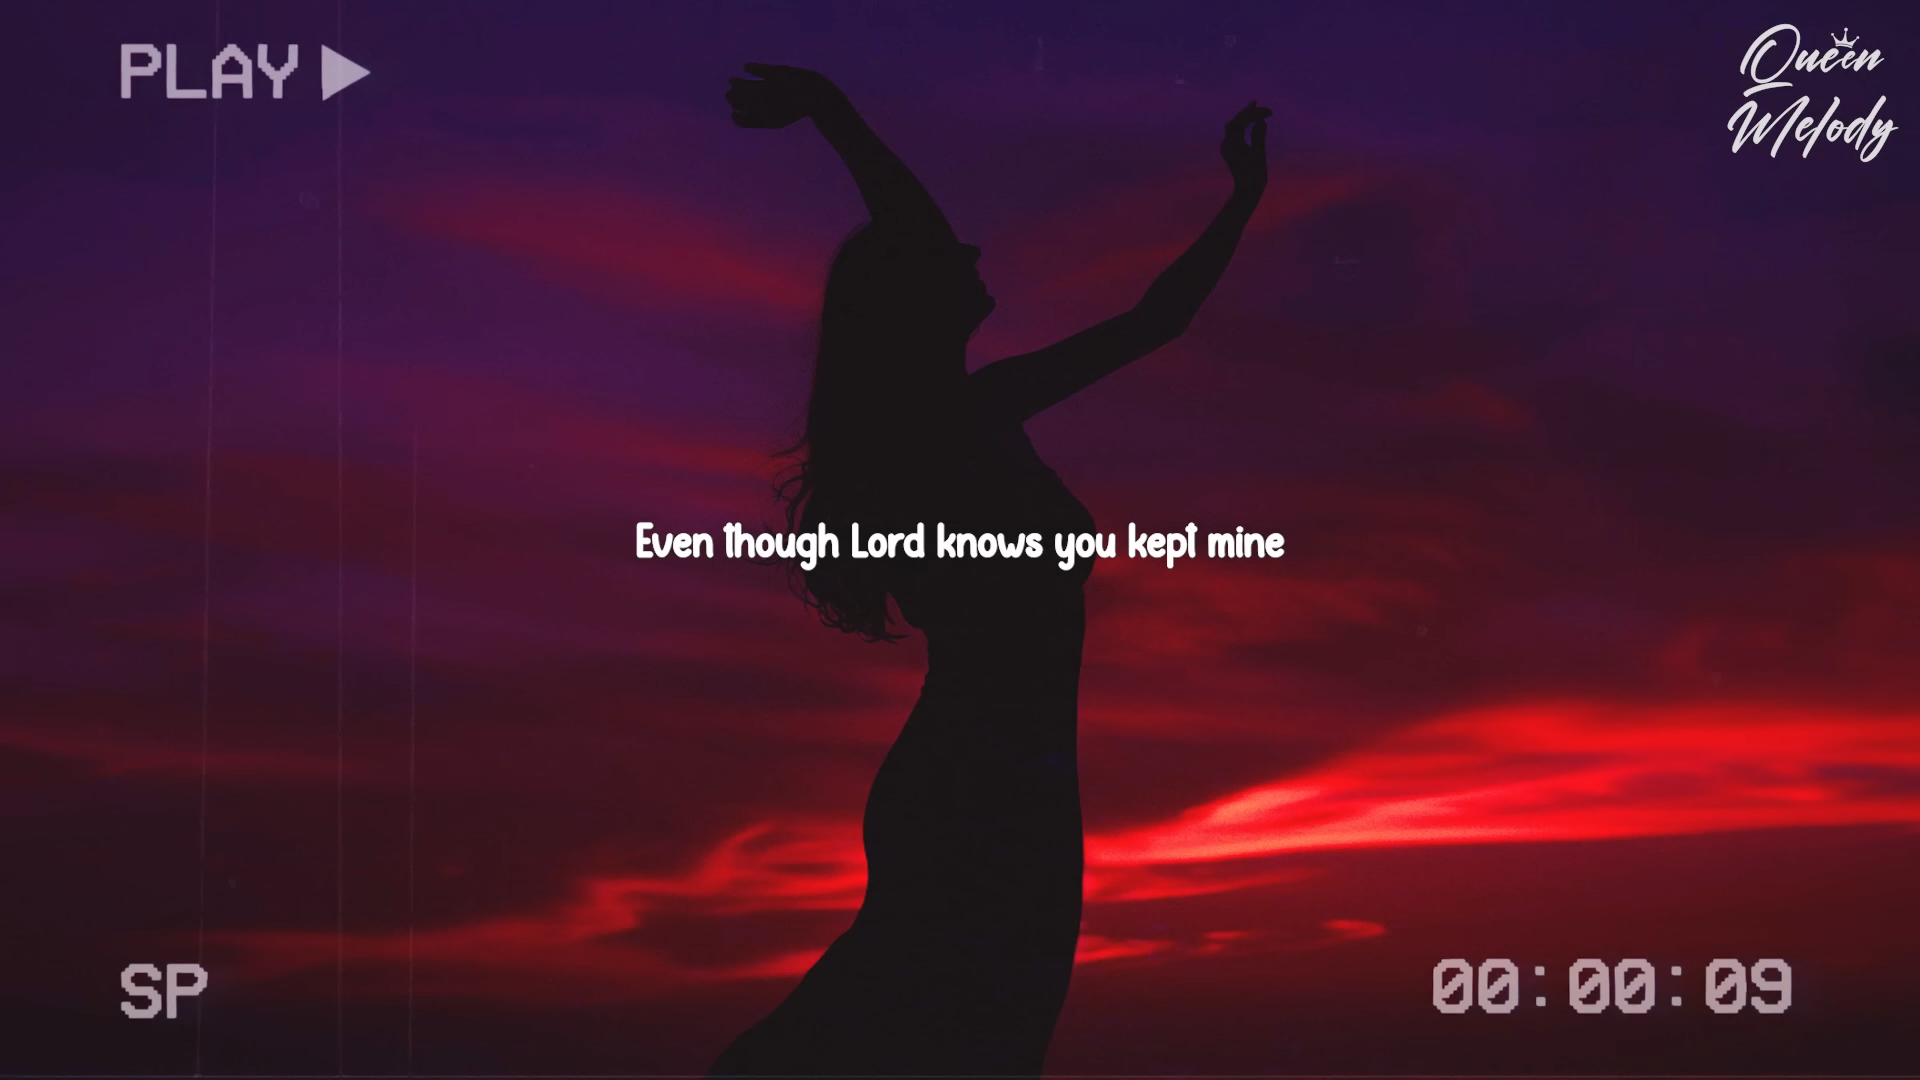 PLAY
Queen
Melody
Even though Lord knows you kept mine
SP
00:00:09